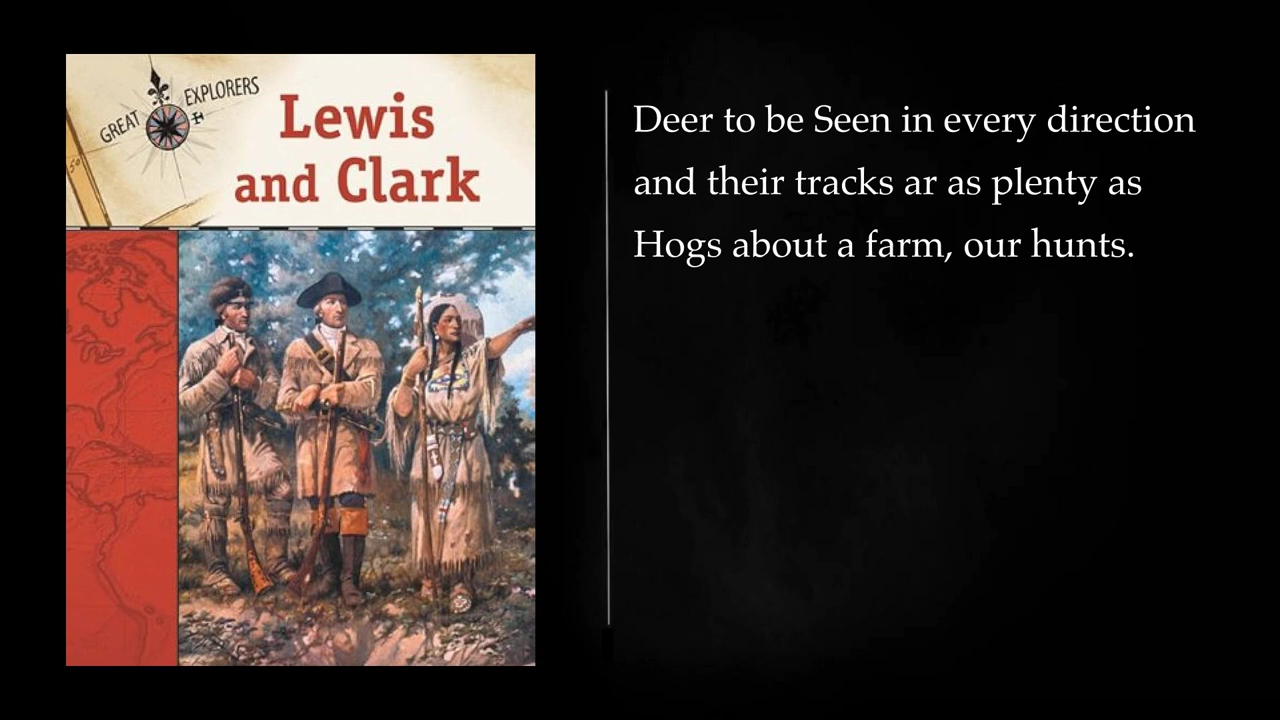 GREAT EXPLORERS
Lewis
and Clark
50
Deer to be Seen in every direction
and their tracks ar as plenty as
Hogs about a farm, our hunts.